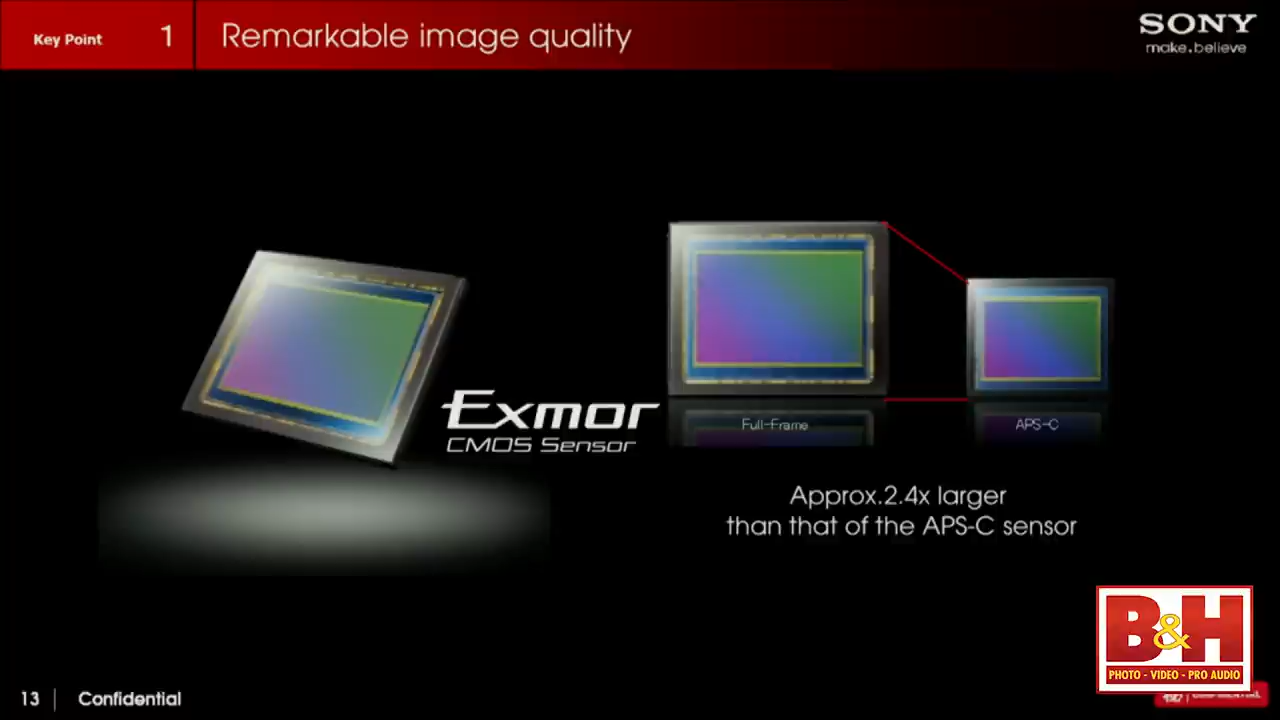 Key Point 1
Remarkable image quality
SONY
make.believe
Exmor
CMOS Sensor
Full-Frame
APS-C
Approx.2.4x larger
than that of the APS-C sensor
B&H
PHOTO - VIDEO - PRO AUDIO
13
Confidential